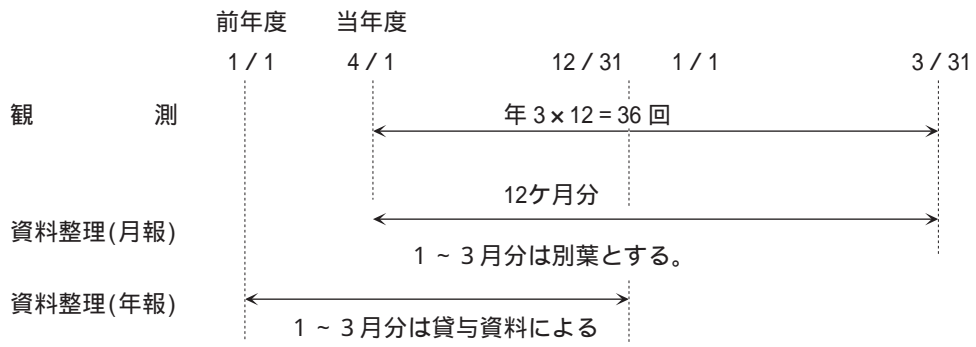 前年度 当年度
1 / 1 4 / 1 12 / 31 1 / 1 3 / 31
観 測 年 3 × 12 = 36 回
12ケ月分
資料整理(月報)
1 ~ 3 月分は別葉とする。
資料整理(年報)
1 ~ 3 月分は貸与資料による